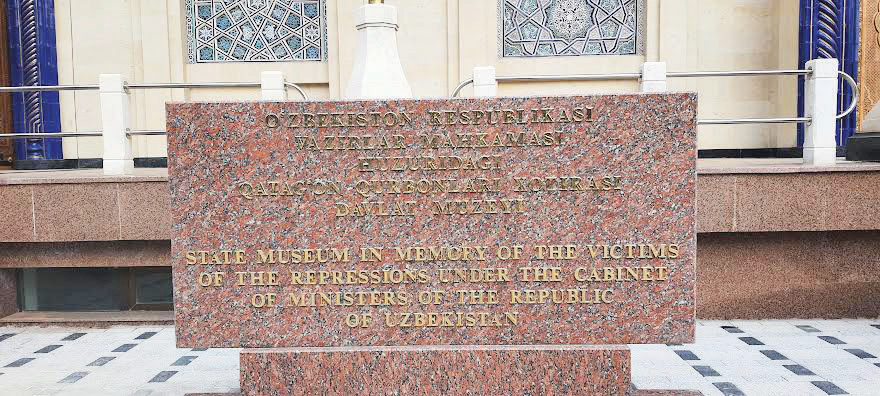 O'ZBEKISTON RESPUBLIKASI
VAZIRLAR MAHKAMASI
HUZURIDAGI
QATAG'ON QURBONLARI XOTIRASI
DAVLAT MUZEYI
STATE MUSEUM IN MEMORY OF THE VICTIMS
OF THE REPRESSIONS UNDER THE CABINET
OF MINISTERS OF THE REPUBLIC
OF UZBEKISTAN